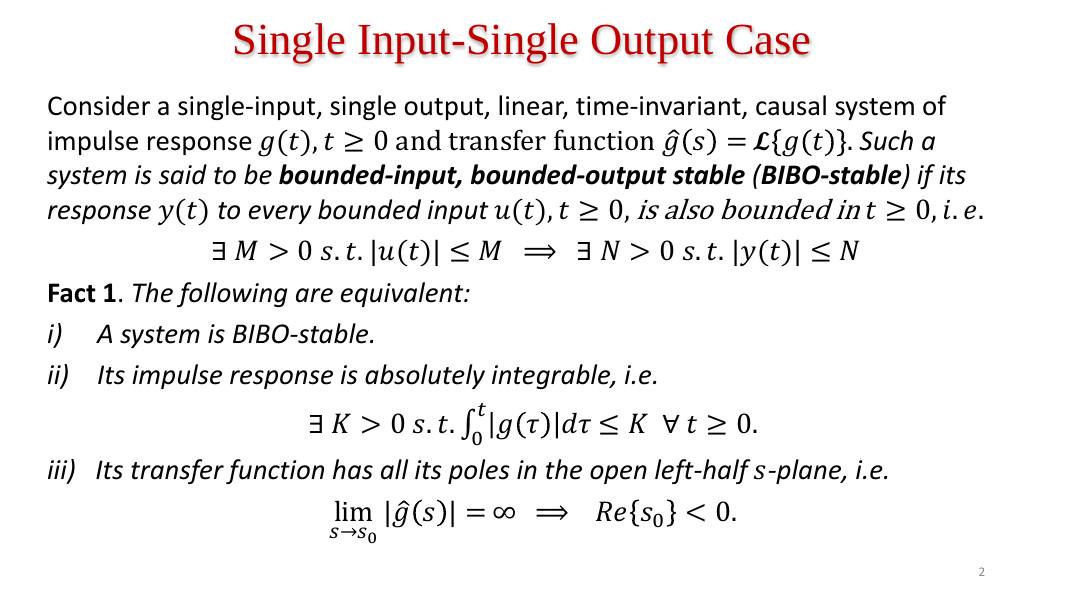 Single Input-Single Output Case
Consider a single-input, single output, linear, time-invariant, causal system of
impulse response 𝑔(𝑡), 𝑡 ≥ 0 and transfer function 𝑔̂(𝑠) = 𝓛{𝑔(𝑡)}. Such a
system is said to be bounded-input, bounded-output stable (BIBO-stable) if its
response 𝑦(𝑡) to every bounded input 𝑢(𝑡), 𝑡 ≥ 0, is also bounded in 𝑡 ≥ 0, i.e.
∃ 𝑀 > 0 s.t. |𝑢(𝑡)| ≤ 𝑀 ⟹ ∃ 𝑁 > 0 s.t. |𝑦(𝑡)| ≤ 𝑁
Fact 1. The following are equivalent:
i) A system is BIBO-stable.
ii) Its impulse response is absolutely integrable, i.e.
∃ 𝐾 > 0 s.t. ∫₀ᵗ|𝑔(𝜏)|𝑑𝜏 ≤ 𝐾 ∀ 𝑡 ≥ 0.
iii) Its transfer function has all its poles in the open left-half 𝑠-plane, i.e.
lim 𝑠→𝑠₀ |𝑔̂(𝑠)| = ∞ ⟹ 𝑅𝑒{𝑠₀} < 0.
2